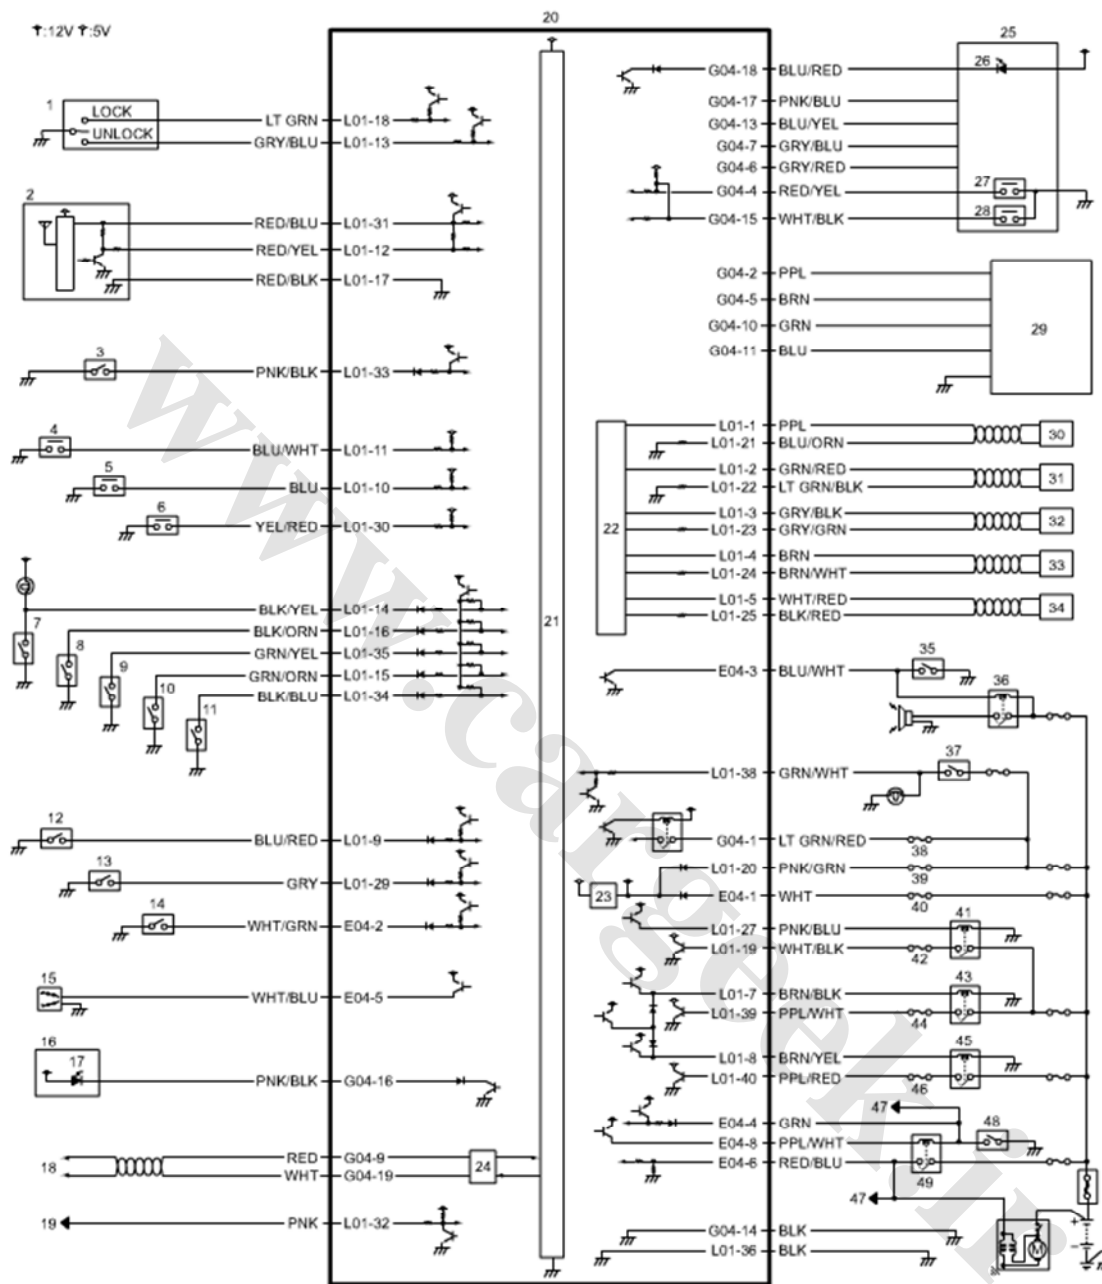 20
:12V :5V
25
26
G04-18 BLU/RED
1
LOCK
UNLOCK
LT GRN L01-18
GRY/BLU L01-13
G04-17 PNK/BLU
G04-13 BLU/YEL
G04-7 GRY/BLU
G04-6 GRY/RED
G04-4 RED/YEL
27
G04-15 WHT/BLK
28
2
RED/BLU L01-31
RED/YEL L01-12
RED/BLK L01-17
G04-2 PPL
G04-5 BRN
G04-10 GRN
G04-11 BLU
29
3
PNK/BLK L01-33
4
BLU/WHT L01-11
5
BLU L01-10
6
YEL/RED L01-30
22
L01-1 PPL
L01-21 BLU/ORN
30
L01-2 GRN/RED
L01-22 LT GRN/BLK
31
L01-3 GRY/BLK
L01-23 GRY/GRN
32
L01-4 BRN
L01-24 BRN/WHT
33
L01-5 WHT/RED
L01-25 BLK/RED
34
21
7
BLK/YEL L01-14
8
BLK/ORN L01-16
9
GRN/YEL L01-35
10
GRN/ORN L01-15
11
BLK/BLU L01-34
E04-3 BLU/WHT
35
36
L01-38 GRN/WHT
37
12
BLU/RED L01-9
13
GRY L01-29
14
WHT/GRN E04-2
G04-1 LT GRN/RED
38
L01-20 PNK/GRN
39
23
E04-1 WHT
40
L01-27 PNK/BLU
41
L01-19 WHT/BLK
42
15
WHT/BLU E04-5
L01-7 BRN/BLK
43
L01-39 PPL/WHT
44
L01-8 BRN/YEL
45
L01-40 PPL/RED
46
16
17
PNK/BLK G04-16
47
E04-4 GRN
E04-8 PPL/WHT
48
E04-6 RED/BLU
49
47
18
RED G04-9
WHT G04-19
24
19
PNK L01-32
G04-14 BLK
L01-36 BLK
M
+
−
www.cargeek.ir